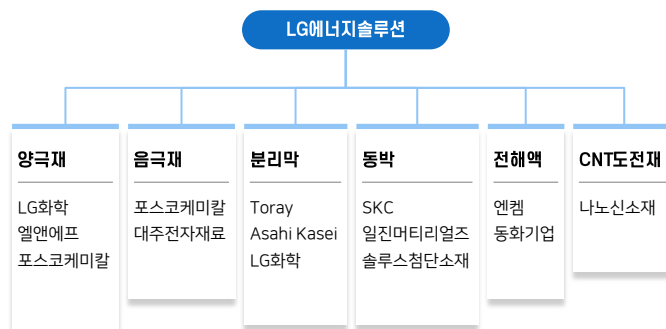 LG에너지솔루션
양극재
LG화학
엘앤에프
포스코케미칼
음극재
포스코케미칼
대주전자재료
분리막
Toray
Asahi Kasei
LG화학
동박
SKC
일진머티리얼즈
솔루스첨단소재
전해액
엔켐
동화기업
CNT도전재
나노신소재